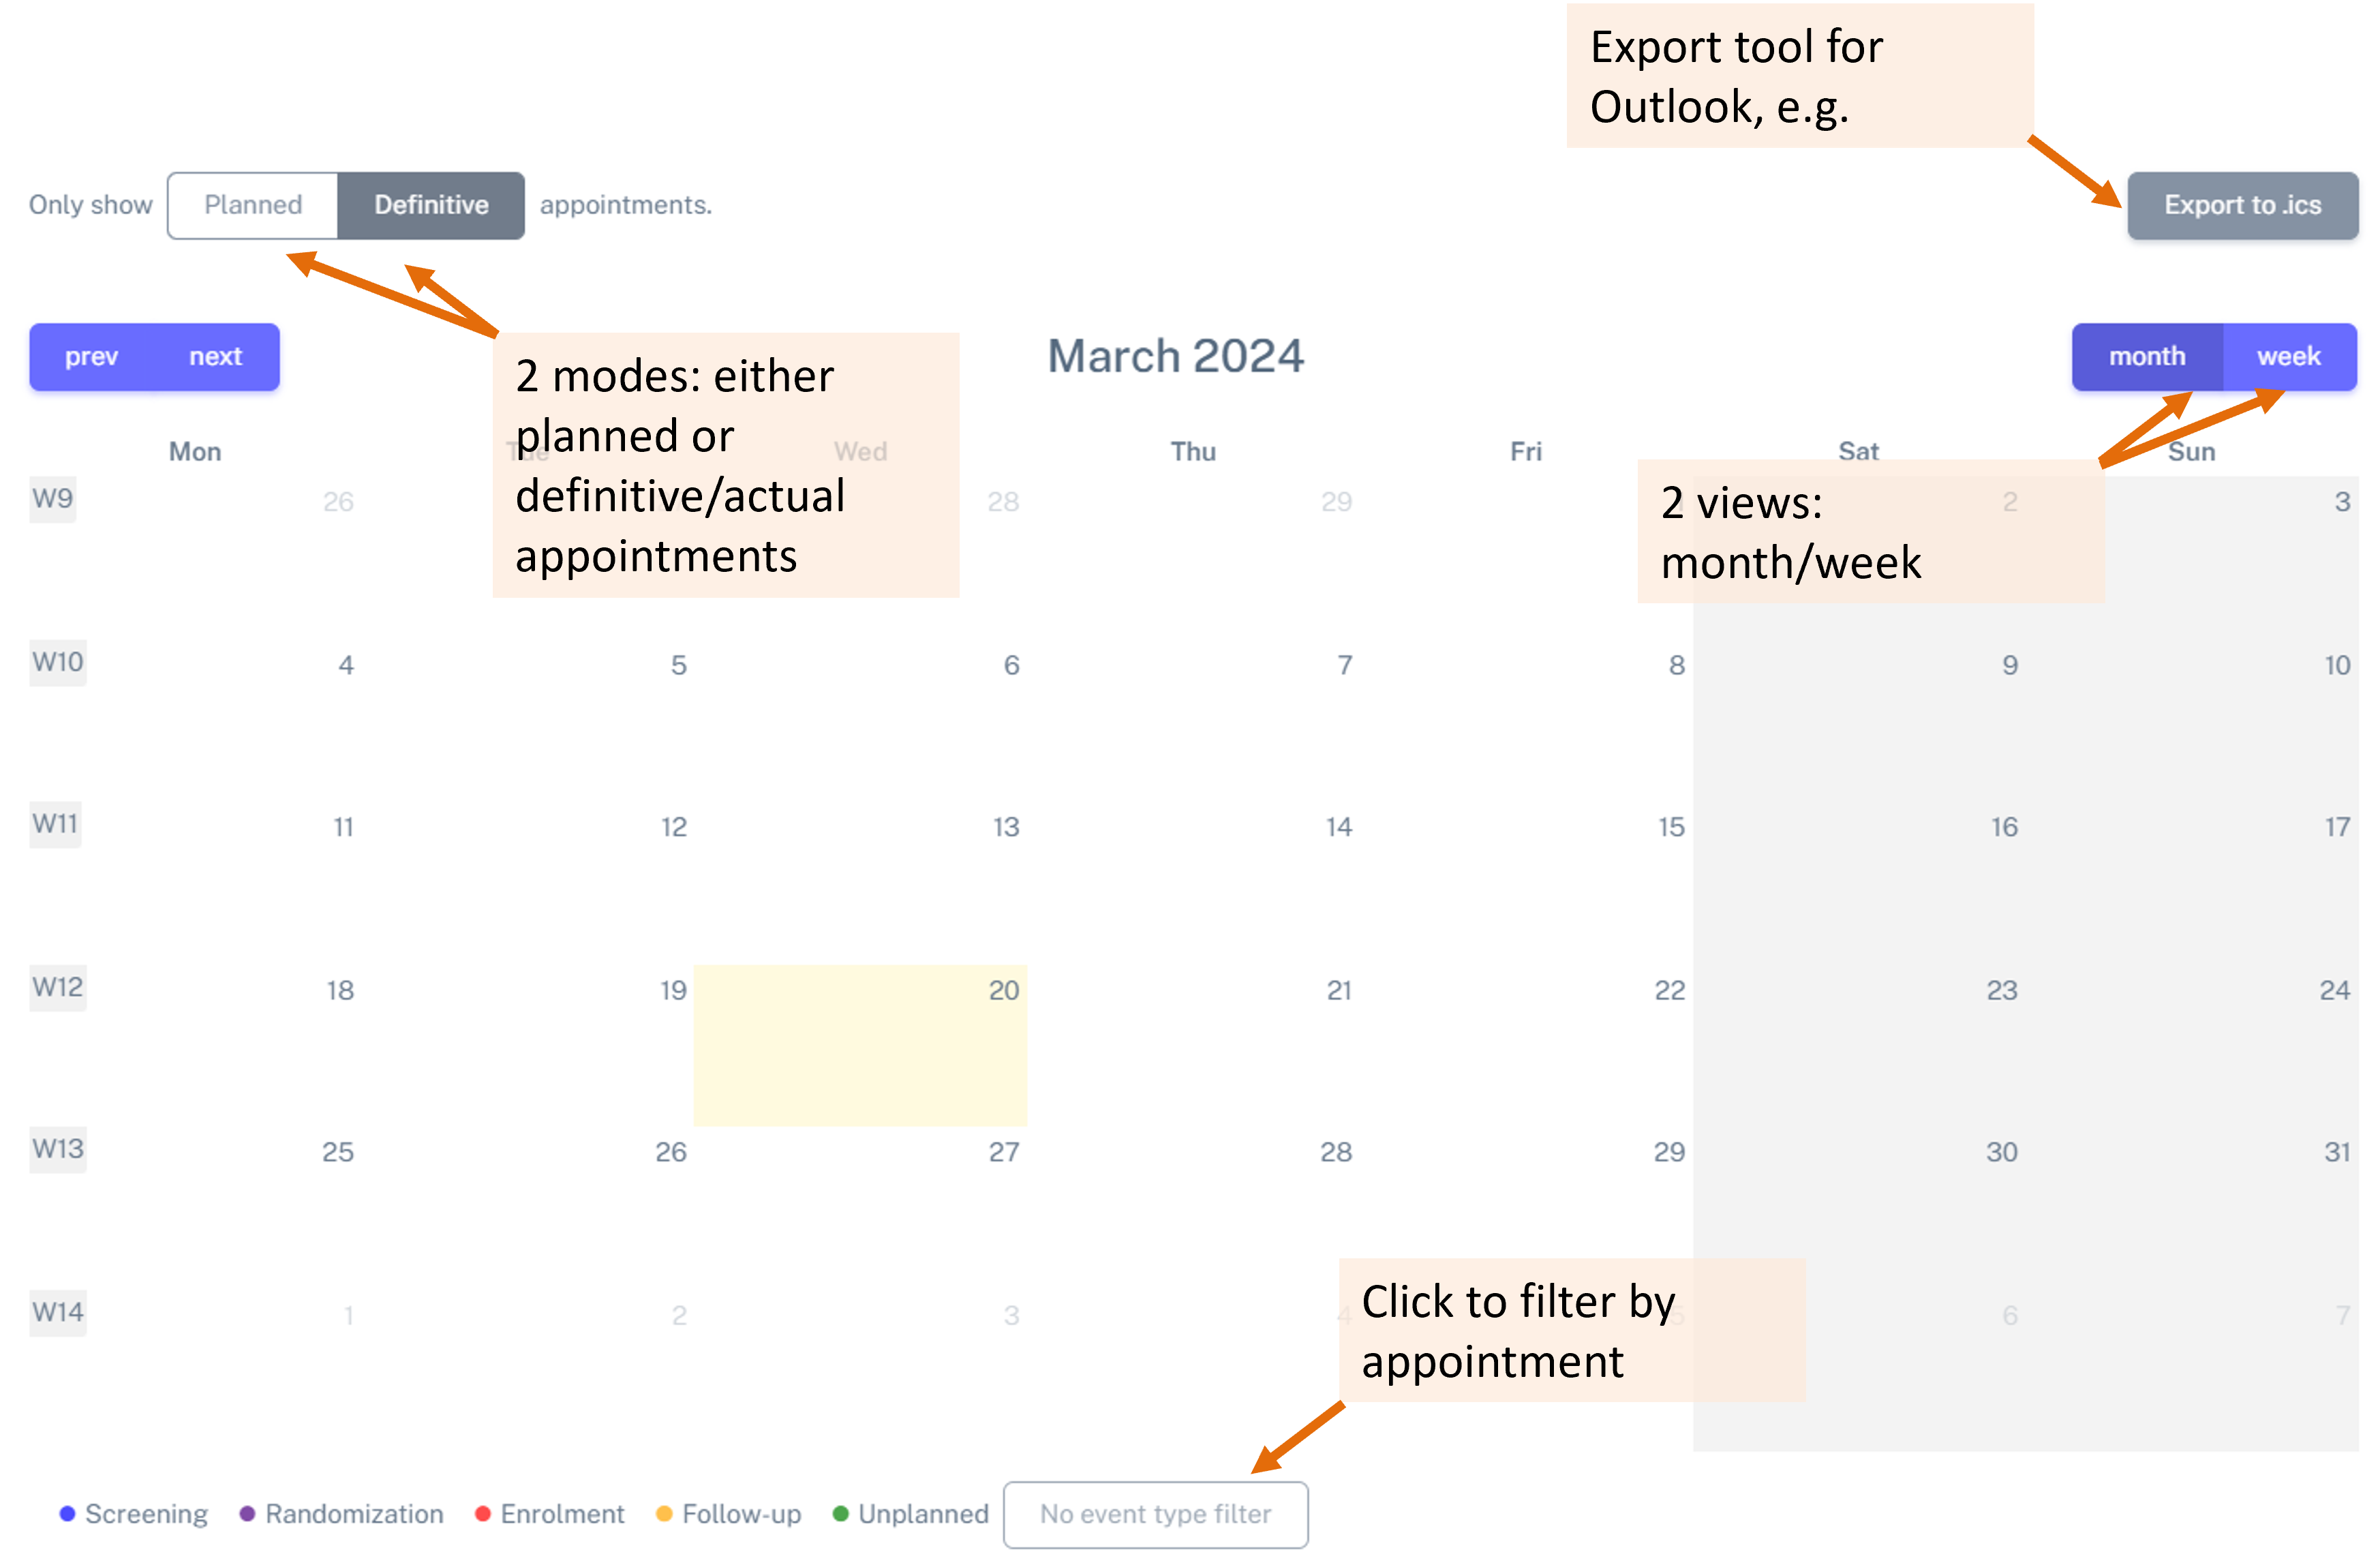 Export tool for
Outlook, e.g.
Only show Planned Definitive appointments.
Export to .ics
prev next
March 2024
month week
2 modes: either
planned or
definitive/actual
appointments
Mon Tue Wed Thu Fri Sat Sun
2 views:
month/week
W9 26 28 29 2 3
W10 4 5 6 7 8 9 10
W11 11 12 13 14 15 16 17
W12 18 19 20 21 22 23 24
W13 25 26 27 28 29 30 31
W14 1 2 3 4 5 6 7
Click to filter by
appointment
Screening Randomization Enrolment Follow-up Unplanned No event type filter